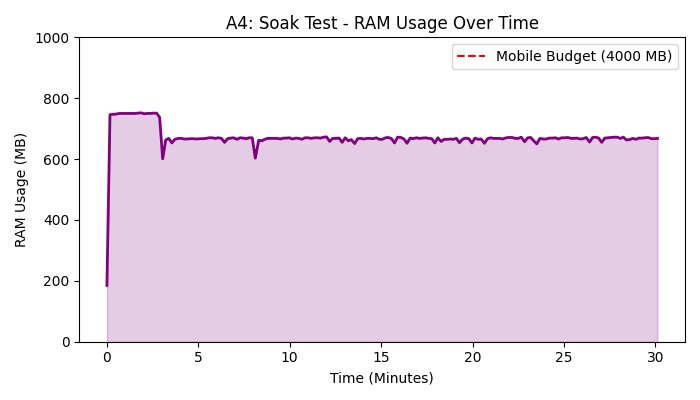 A4: Soak Test - RAM Usage Over Time
Mobile Budget (4000 MB)
RAM Usage (MB)
1000
800
600
400
200
0
0 5 10 15 20 25 30
Time (Minutes)